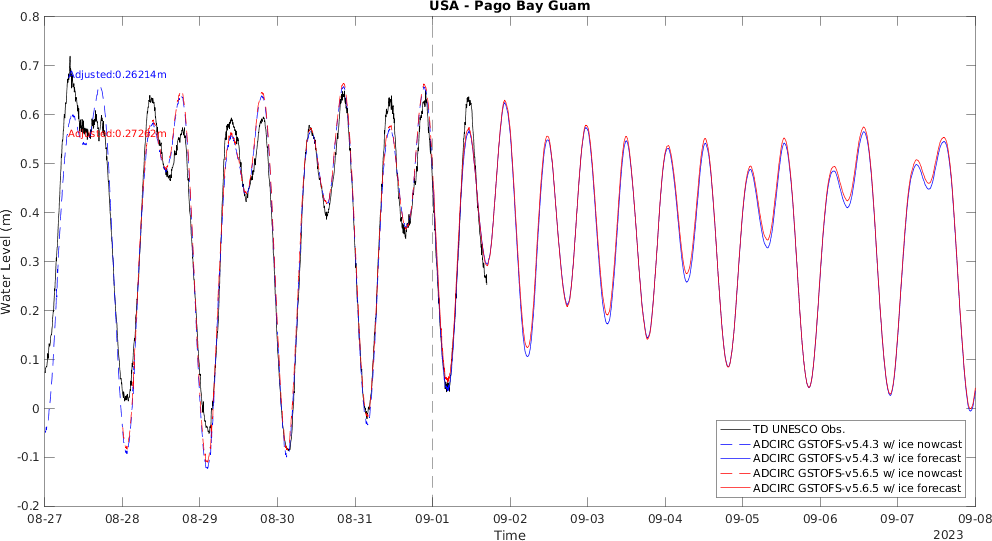 USA - Pago Bay Guam
0.8
0.7
0.6
0.5
0.4
0.3
0.2
0.1
0
-0.1
-0.2
Water Level (m)
Adjusted:0.26214m
TD UNESCO Obs.
ADCIRC GSTOFS-v5.4.3 w/ ice nowcast
ADCIRC GSTOFS-v5.4.3 w/ ice forecast
ADCIRC GSTOFS-v5.6.5 w/ ice nowcast
ADCIRC GSTOFS-v5.6.5 w/ ice forecast
08-27 08-28 08-29 08-30 08-31 09-01 09-02 09-03 09-04 09-05 09-06 09-07 09-08
Time
2023